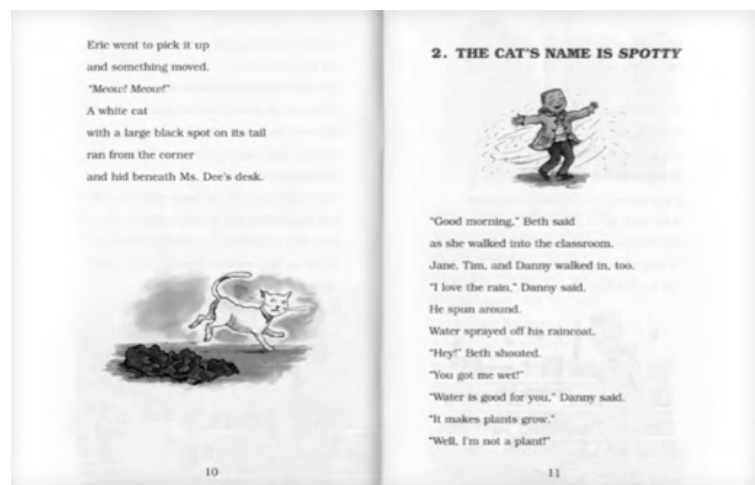 Eric went to pick it up
and something moved.
"Meow! Meow!"
A white cat
with a large black spot on its tail
ran from the corner
and hid beneath Ms. Dee's desk.
10
2. THE CAT'S NAME IS SPOTTY
"Good morning," Beth said
as she walked into the classroom.
Jane, Tim, and Danny walked in, too.
"I love the rain," Danny said.
He spun around.
Water sprayed off his raincoat.
"Hey!" Beth shouted.
"You got me wet!"
"Water is good for you," Danny said.
"It makes plants grow."
"Well, I'm not a plant!"
11